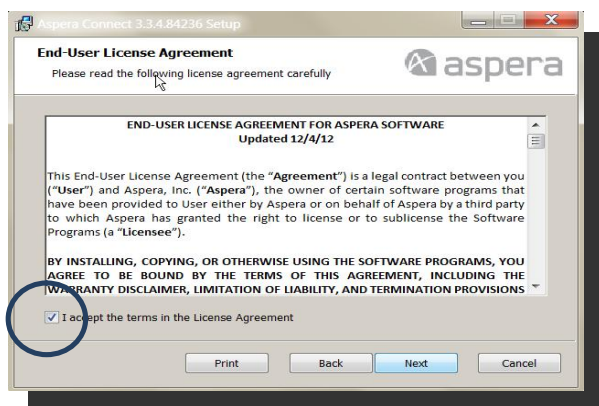 Aspera Connect 3.3.4.84236 Setup
End-User License Agreement
Please read the following license agreement carefully
aspera
END-USER LICENSE AGREEMENT FOR ASPERA SOFTWARE
Updated 12/4/12
This End-User License Agreement (the “Agreement”) is a legal contract between you
(“User”) and Aspera, Inc. (“Aspera”), the owner of certain software programs that
have been provided to User either by Aspera or on behalf of Aspera by a third party
to which Aspera has granted the right to license or to sublicense the Software
Programs (a “Licensee”).
BY INSTALLING, COPYING, OR OTHERWISE USING THE SOFTWARE PROGRAMS, YOU
AGREE TO BE BOUND BY THE TERMS OF THIS AGREEMENT, INCLUDING THE
WARRANTY DISCLAIMER, LIMITATION OF LIABILITY, AND TERMINATION PROVISIONS
I accept the terms in the License Agreement
Print Back Next Cancel